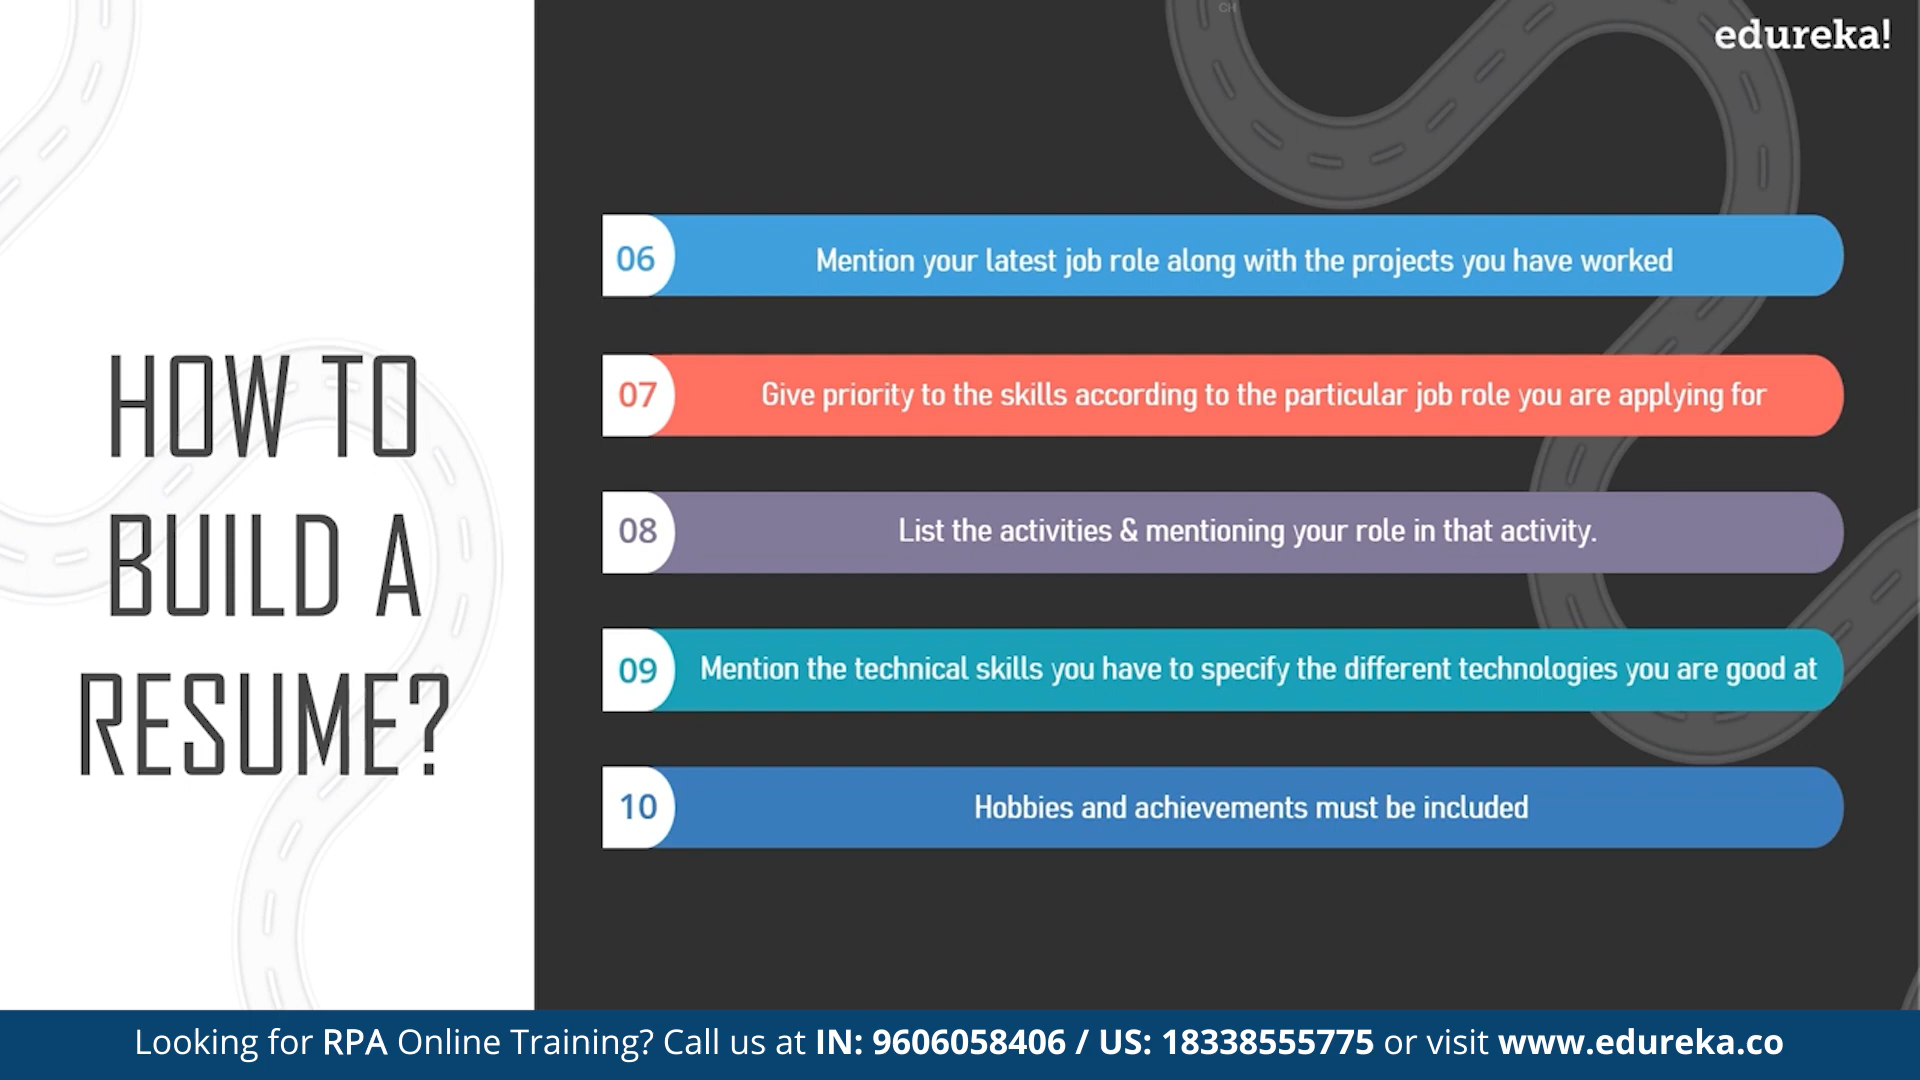 CH
edureka!
HOW TO
BUILD A
RESUME?
06 Mention your latest job role along with the projects you have worked
07 Give priority to the skills according to the particular job role you are applying for
08 List the activities & mentioning your role in that activity.
09 Mention the technical skills you have to specify the different technologies you are good at
10 Hobbies and achievements must be included
Looking for RPA Online Training? Call us at IN: 9606058406 / US: 18338555775 or visit www.edureka.co